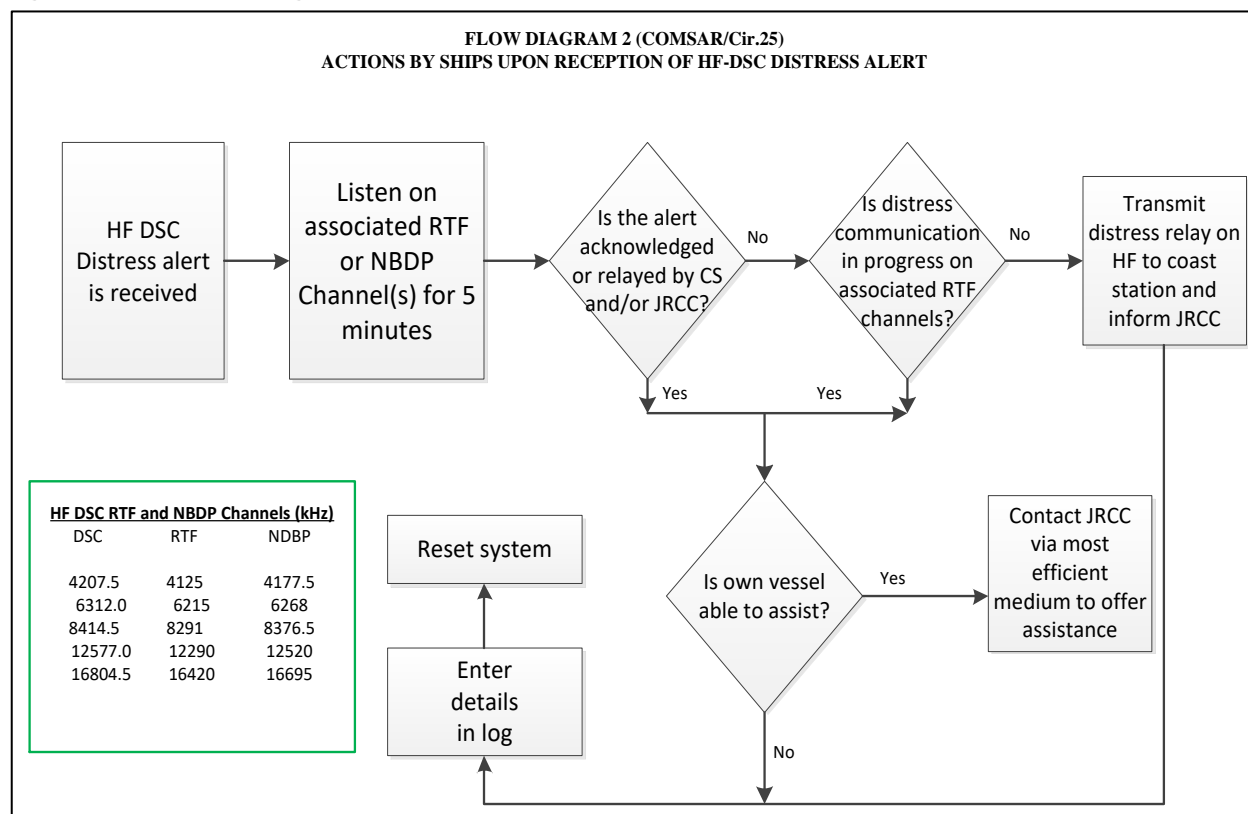 FLOW DIAGRAM 2 (COMSAR/Cir.25)
ACTIONS BY SHIPS UPON RECEPTION OF HF-DSC DISTRESS ALERT
HF DSC
Distress alert
is received
Listen on
associated RTF
or NBDP
Channel(s) for 5
minutes
Is the alert
acknowledged
or relayed by CS
and/or JRCC?
No
Yes
Is distress
communication
in progress on
associated RTF
channels?
No
Yes
Transmit
distress relay on
HF to coast
station and
inform JRCC
Is own vessel
able to assist?
Yes
No
Contact JRCC
via most
efficient
medium to offer
assistance
Reset system
Enter
details
in log
HF DSC RTF and NBDP Channels (kHz)
DSC RTF NDBP
4207.5 4125 4177.5
6312.0 6215 6268
8414.5 8291 8376.5
12577.0 12290 12520
16804.5 16420 16695